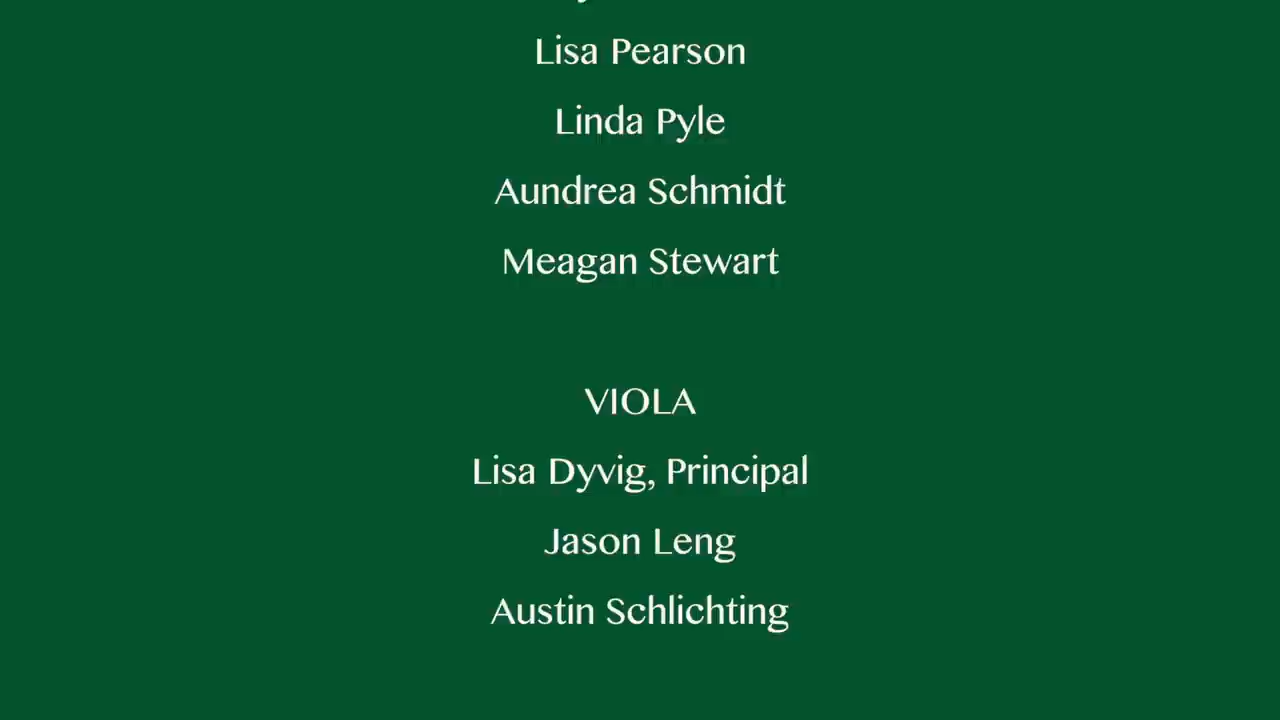 Lisa Pearson
Linda Pyle
Aundrea Schmidt
Meagan Stewart
VIOLA
Lisa Dyvig, Principal
Jason Leng
Austin Schlichting